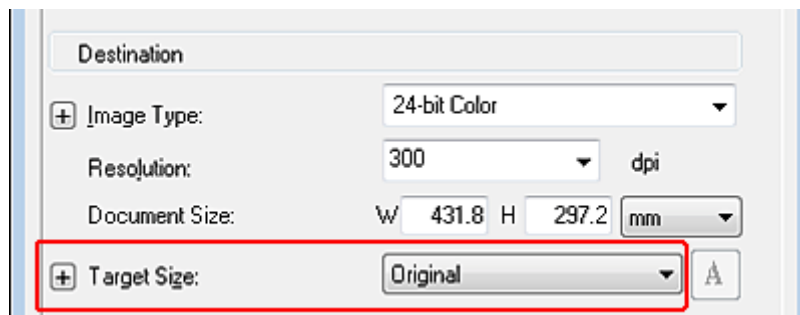 Destination
Image Type: 24-bit Color
Resolution: 300 dpi
Document Size: W 431.8 H 297.2 mm
Target Size: Original A